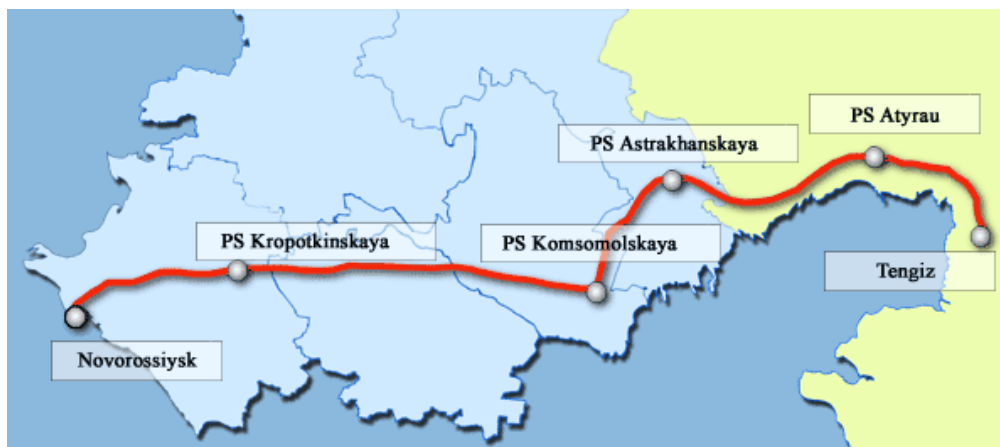 PS Atyrau
PS Astrakhanskaya
PS Kropotkinskaya
PS Komsomolskaya
Tengiz
Novorossiysk